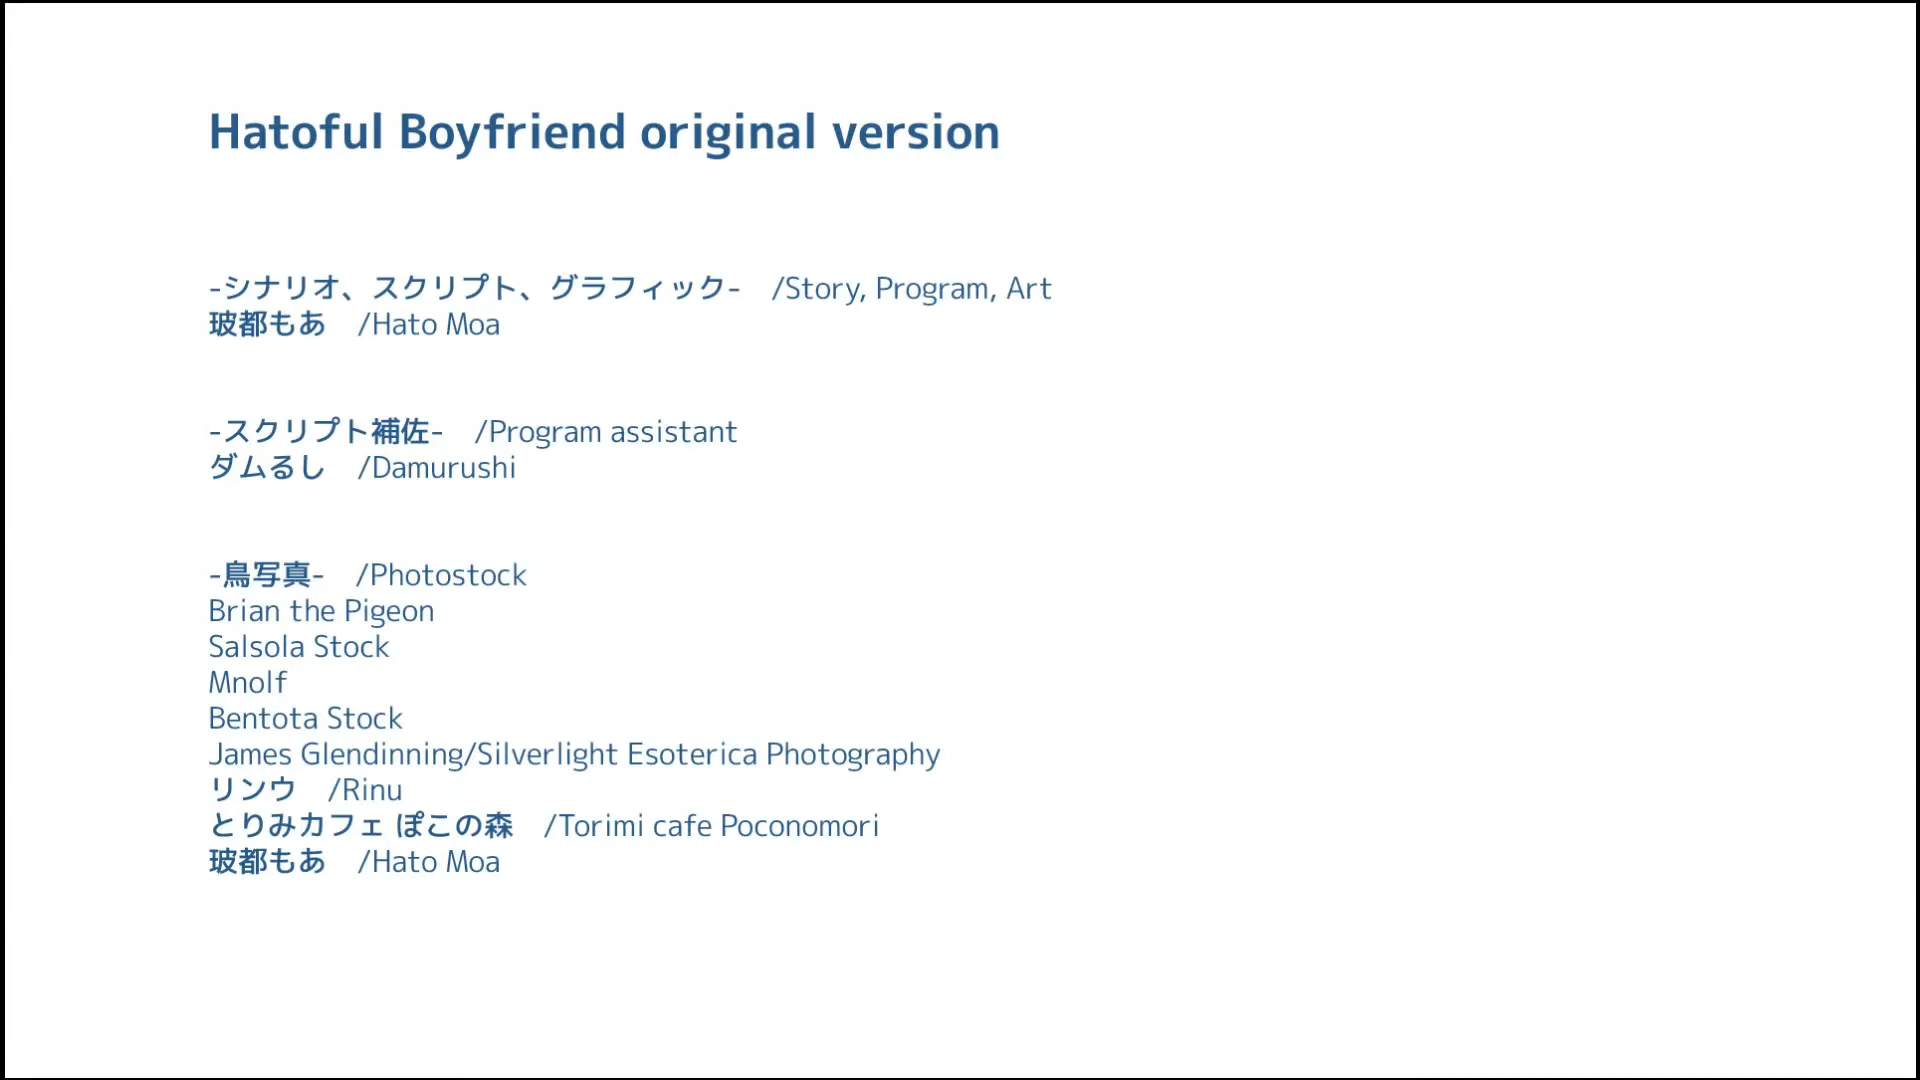 Hatoful Boyfriend original version
-シナリオ、スクリプト、グラフィック-　/Story, Program, Art
玻都もあ　/Hato Moa
-スクリプト補佐-　/Program assistant
ダムるし　/Damurushi
-鳥写真-　/Photostock
Brian the Pigeon
Salsola Stock
Mnolf
Bentota Stock
James Glendinning/Silverlight Esoterica Photography
リンウ　/Rinu
とりみカフェ ぽこの森　/Torimi cafe Poconomori
玻都もあ　/Hato Moa